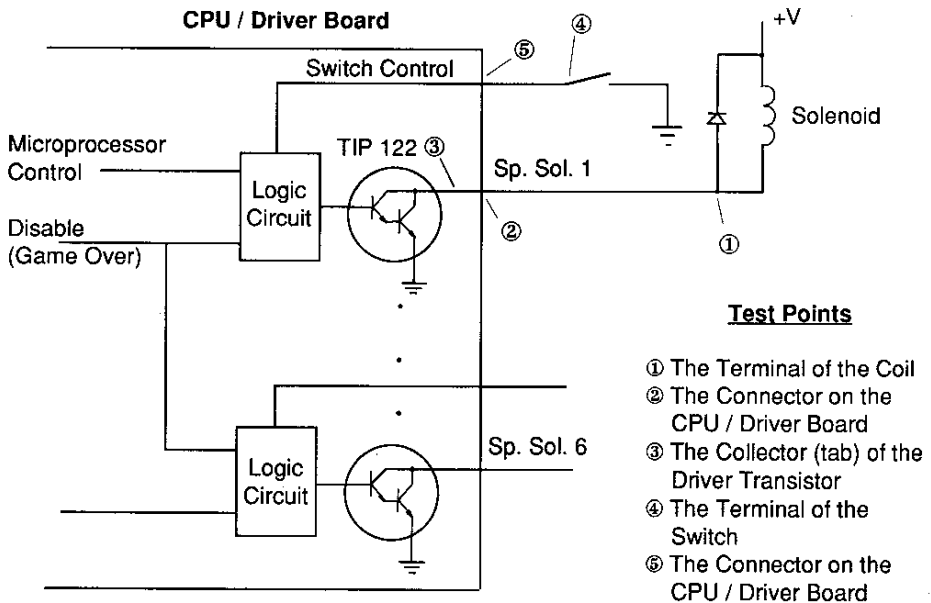 CPU / Driver Board
+V
⑤
④
Switch Control
Solenoid
Microprocessor
Control
TIP 122 ③
Sp. Sol. 1
Logic
Circuit
②
①
Disable
(Game Over)
Test Points
① The Terminal of the Coil
② The Connector on the
CPU / Driver Board
③ The Collector (tab) of the
Driver Transistor
④ The Terminal of the
Switch
⑤ The Connector on the
CPU / Driver Board
Sp. Sol. 6
Logic
Circuit